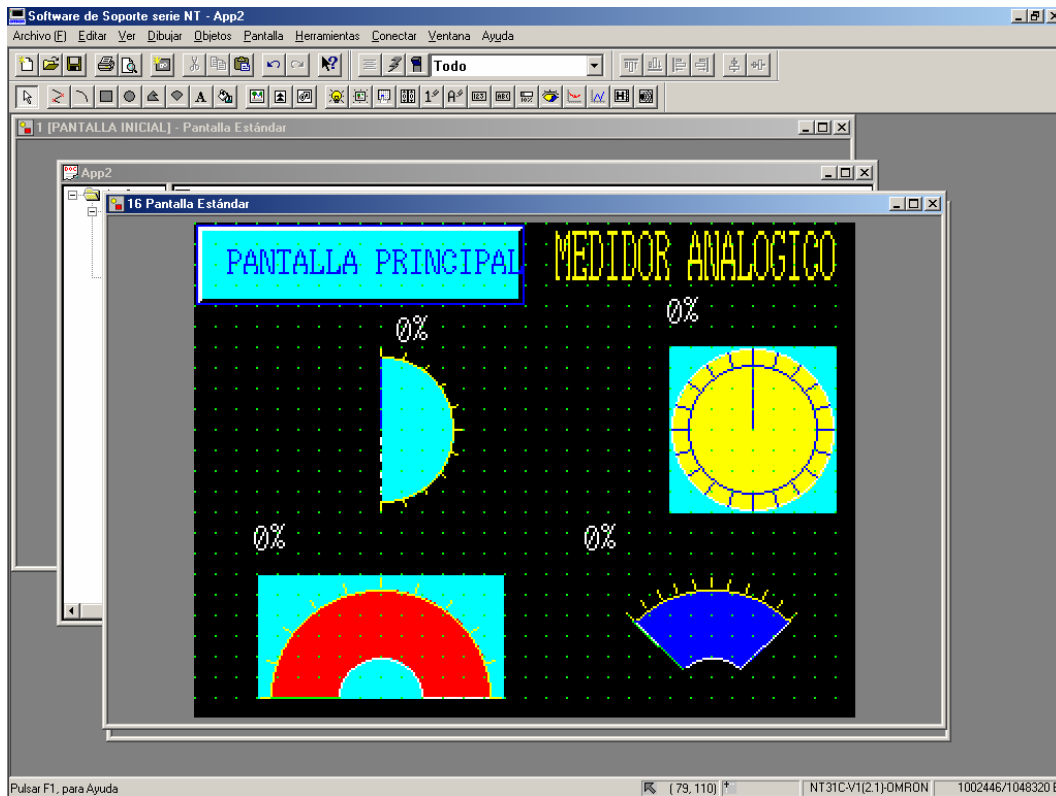 Software de Soporte serie NT - App2
Archivo (F) Editar Ver Dibujar Objetos Pantalla Herramientas Conectar Ventana Ayuda
Todo
1 [PANTALLA INICIAL] - Pantalla Estándar
App2
16 Pantalla Estándar
PANTALLA PRINCIPAL MEDIDOR ANALOGICO
0%
0%
0% 0%
Pulsar F1, para Ayuda (79, 110) NT31C-V1(2.1)-OMRON 1002446/1048320